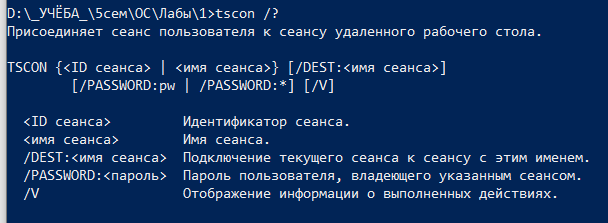 D:\_УЧЁБА_\5сем\ОС\Лабы\1>tscon /?
Присоединяет сеанс пользователя к сеансу удаленного рабочего стола.
TSCON {<ID сеанса> | <имя сеанса>} [/DEST:<имя сеанса>]
[/PASSWORD:pw | /PASSWORD:*] [/V]
<ID сеанса> Идентификатор сеанса.
<имя сеанса> Имя сеанса.
/DEST:<имя сеанса> Подключение текущего сеанса к сеансу с этим именем.
/PASSWORD:<пароль> Пароль пользователя, владеющего указанным сеансом.
/V Отображение информации о выполненных действиях.